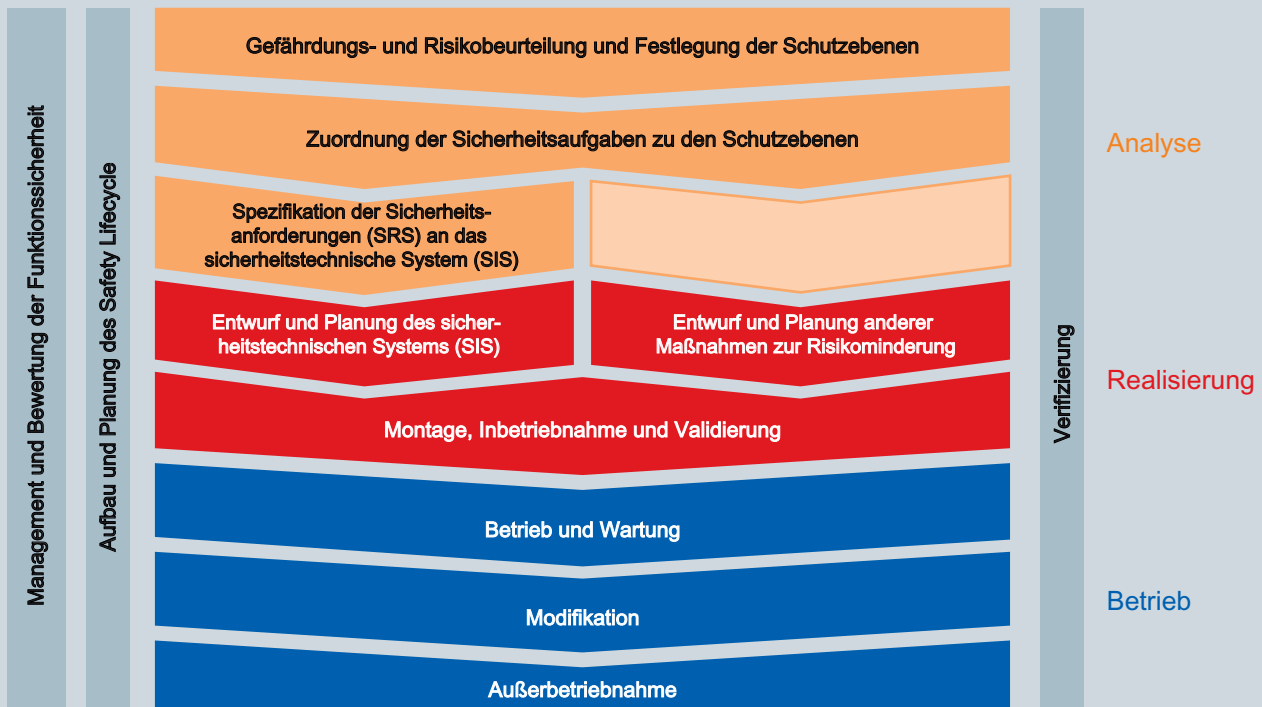 Management und Bewertung der Funktionssicherheit
Aufbau und Planung des Safety Lifecycle
Gefährdungs- und Risikobeurteilung und Festlegung der Schutzebenen
Zuordnung der Sicherheitsaufgaben zu den Schutzebenen
Spezifikation der Sicherheits-
anforderungen (SRS) an das
sicherheitstechnische System (SIS)
Entwurf und Planung des sicher-
heitstechnischen Systems (SIS)
Entwurf und Planung anderer
Maßnahmen zur Risikominderung
Montage, Inbetriebnahme und Validierung
Betrieb und Wartung
Modifikation
Außerbetriebnahme
Verifizierung
Analyse
Realisierung
Betrieb